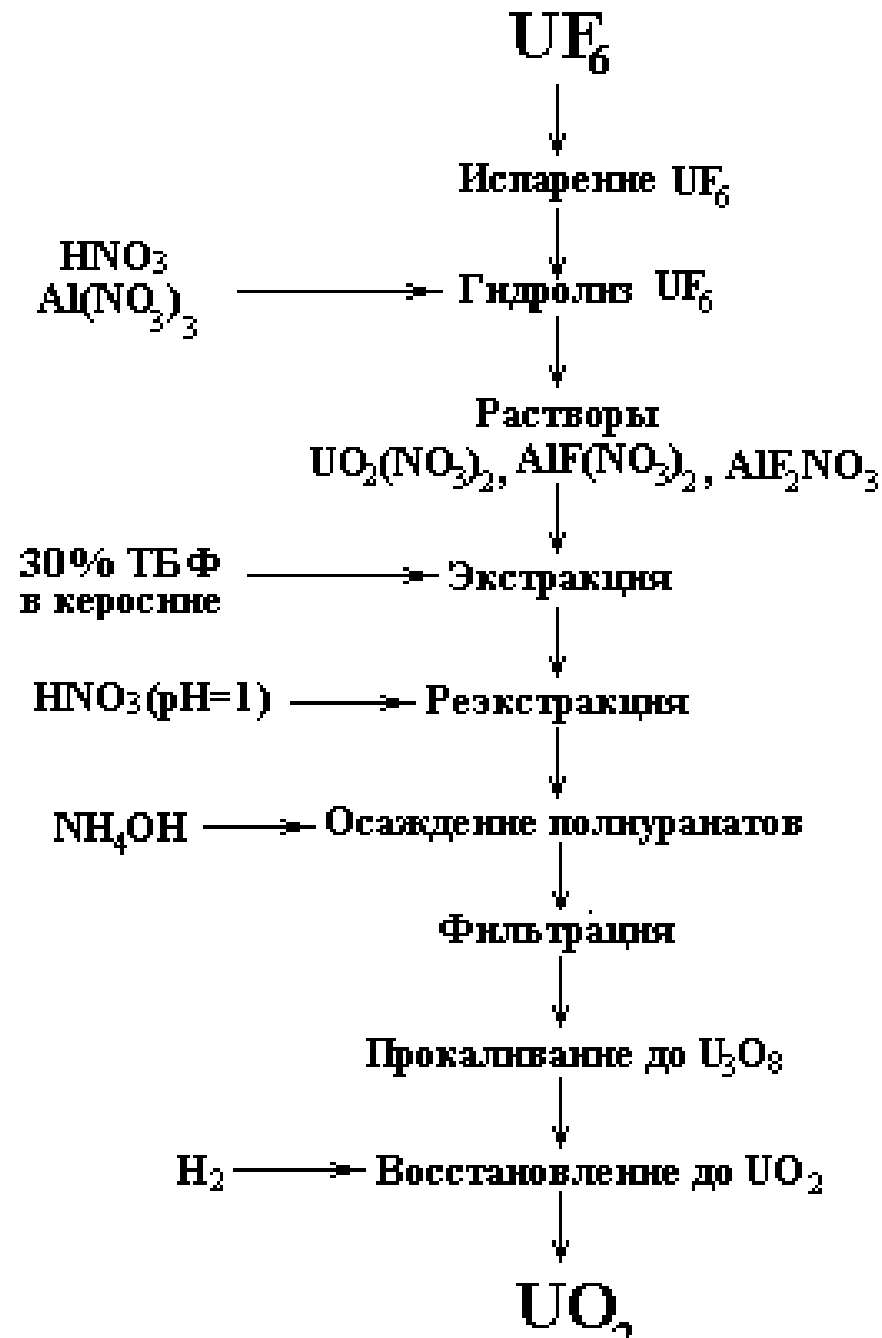 UF₆
Испарение UF₆
HNO₃
Al(NO₃)₃
Гидролиз UF₆
Растворы
UO₂(NO₃)₂, AlF(NO₃)₂, AlF₂NO₃
30% ТБФ
в керосине
Экстракция
HNO₃(pH=1)
Реэкстракция
NH₄OH
Осаждение полиуранатов
Фильтрация
Прокаливание до U₃O₈
H₂
Восстановление до UO₂
UO₂